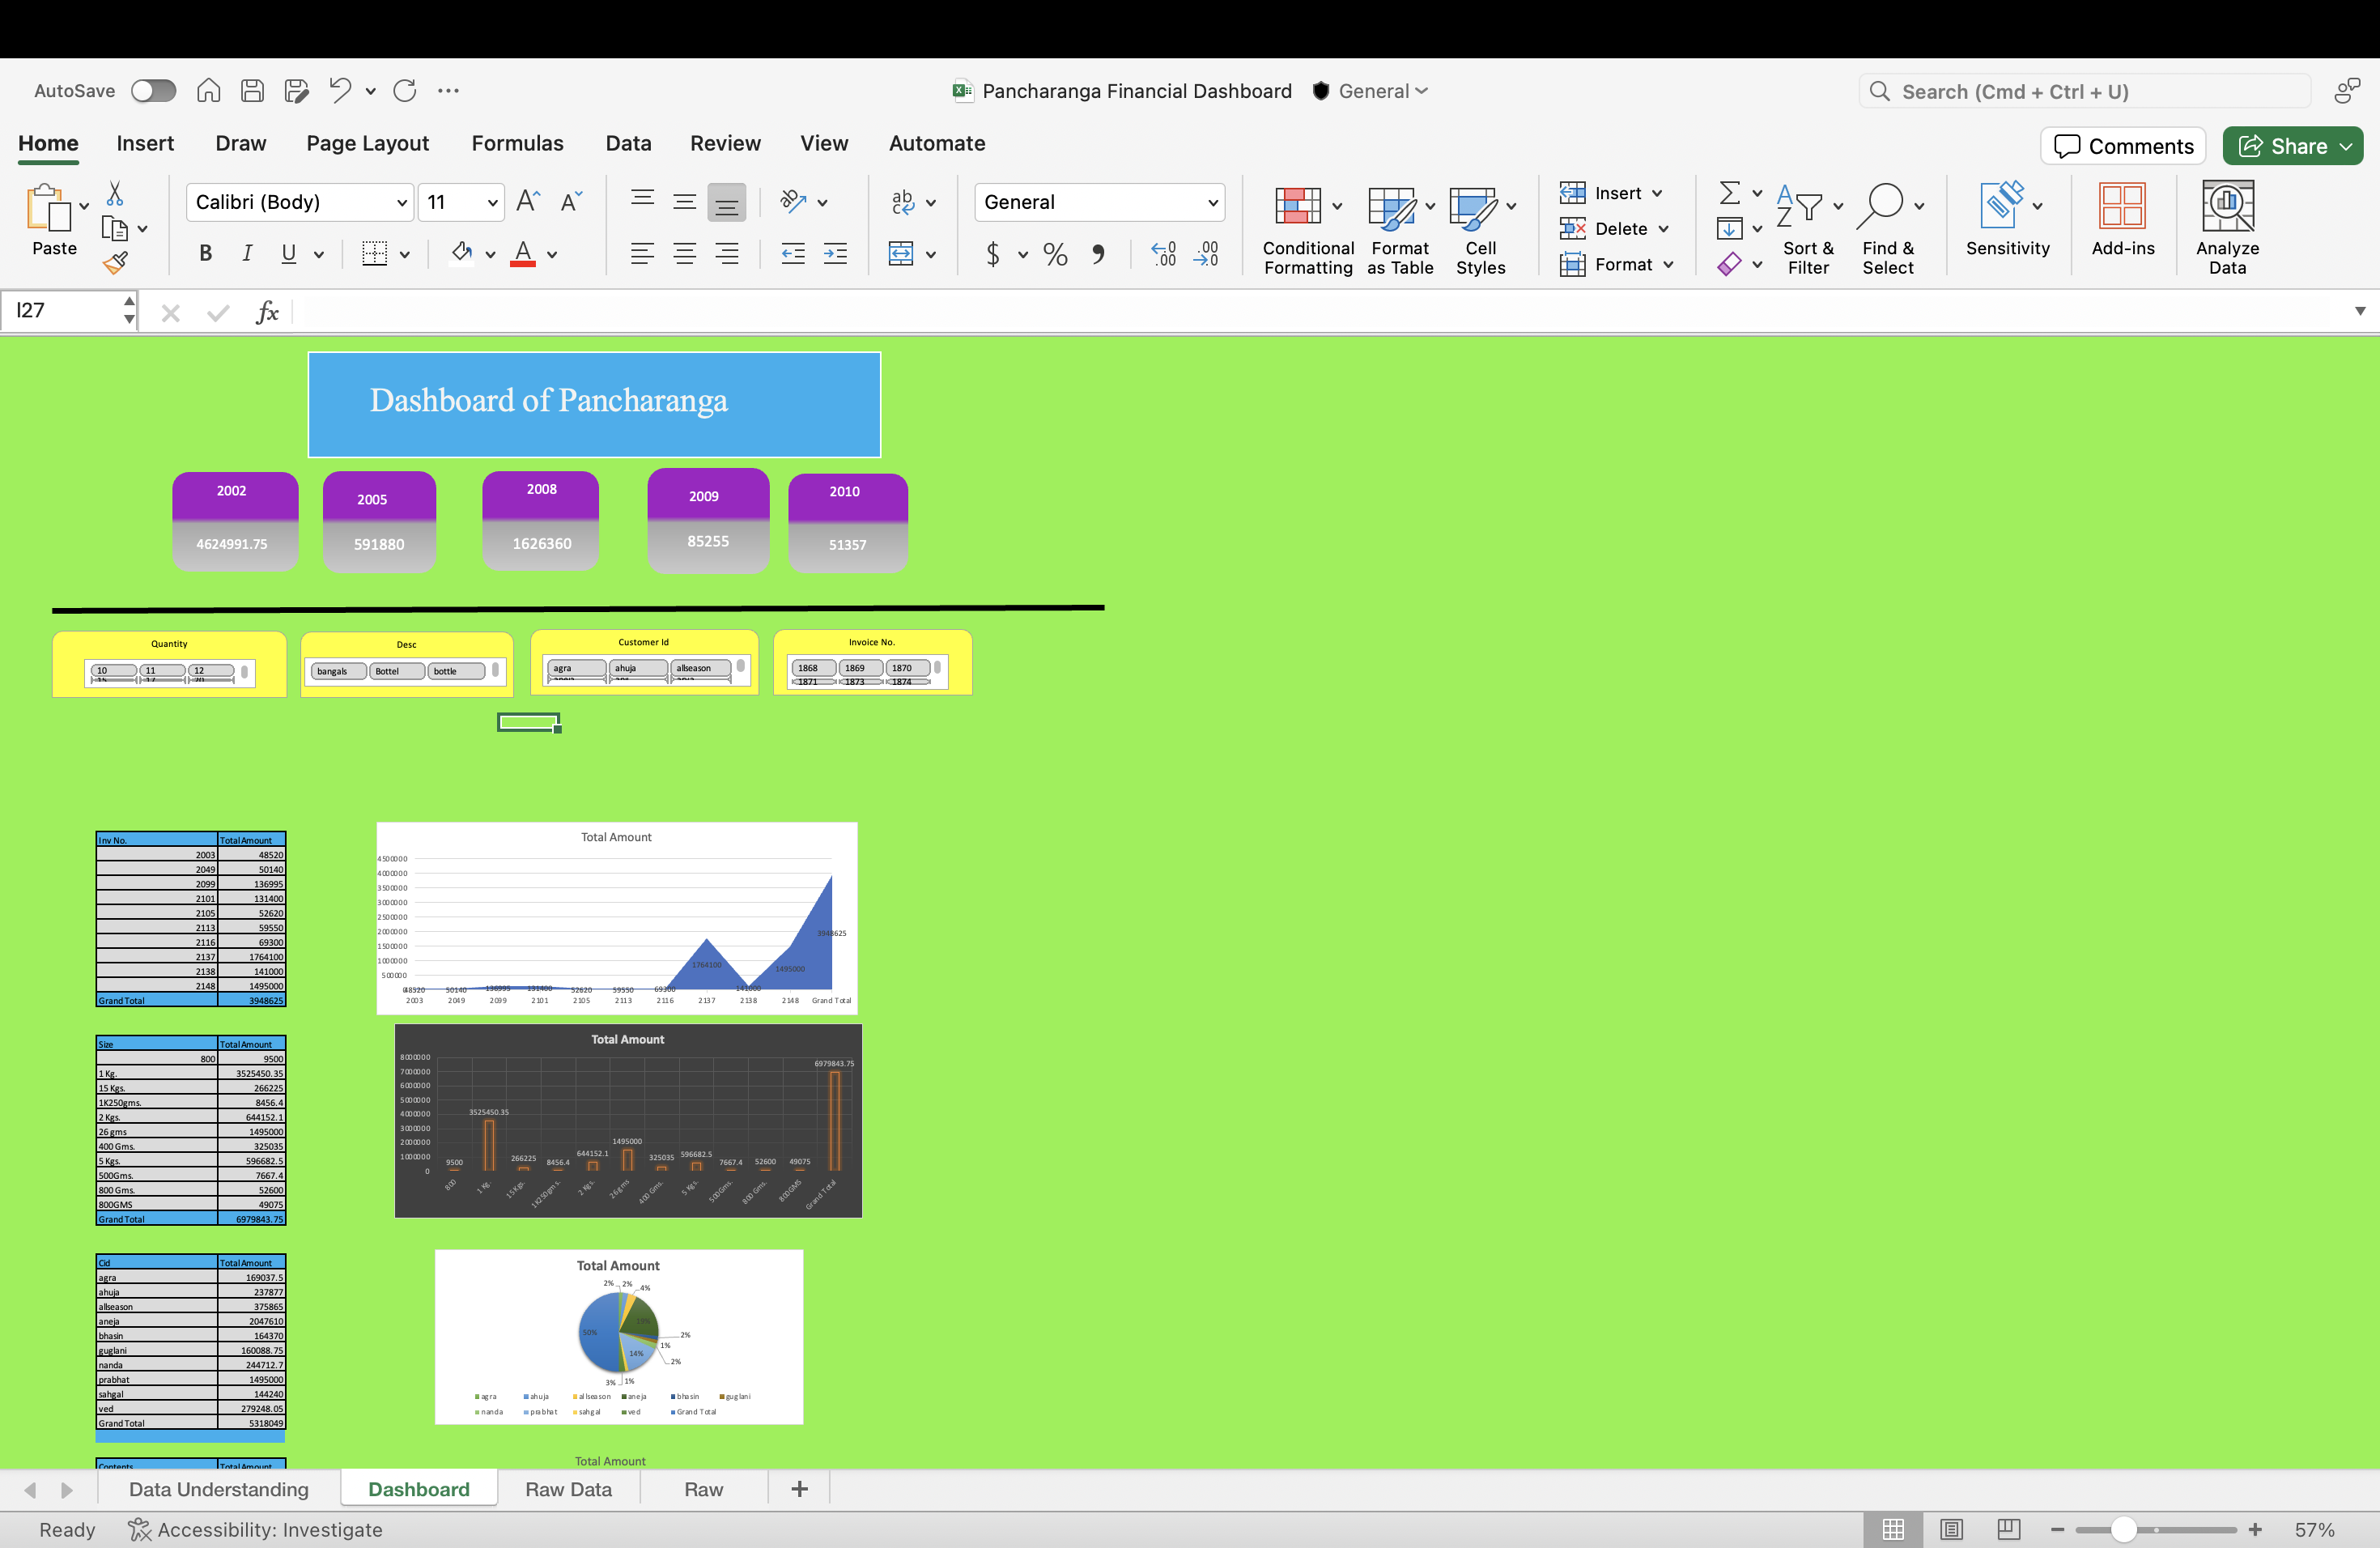 AutoSave
Pancharanga Financial Dashboard General
Search (Cmd + Ctrl + U)
Home Insert Draw Page Layout Formulas Data Review View Automate
Comments Share
Paste
Calibri (Body) 11
General
Conditional Formatting
Format as Table
Cell Styles
Insert
Delete
Format
Sort & Filter
Find & Select
Sensitivity
Add-ins
Analyze Data
I27
fx
Dashboard of Pancharanga
2002 2005 2008 2009 2010
4624991.75 591880 1626360 85255 51357
Quantity Desc Customer Id Invoice No.
10 11 12 bangals Bottel bottle agra ahuja allseason 1868 1869 1870
1871 1873 1874
Inv No. Total Amount
2003 48520
2049 50140
2099 136995
2101 131400
2105 52620
2113 59550
2116 69300
2137 1764100
2138 141000
2148 1495000
Grand Total 3948625
Total Amount
4500000
4000000
3500000
3000000
2500000
2000000
1500000
1000000
500000
3948625
1764100
1495000
48520 50140 136995 131400 52620 59550 69300 141000
2003 2049 2099 2101 2105 2113 2116 2137 2138 2148 Grand Total
Size Total Amount
800 9500
1 Kg. 3525450.35
15 Kgs. 266225
1K250gms. 8456.4
2 Kgs. 644152.1
26 gms 1495000
400 Gms. 325035
5 Kgs. 596682.5
500Gms. 7667.4
800 Gms. 52600
800GMS 49075
Grand Total 6979843.75
Total Amount
8000000
7000000
6000000
5000000
4000000
3000000
2000000
1000000
0
9500 3525450.35 266225 8456.4 644152.1 1495000 325035 596682.5 7667.4 52600 49075 6979843.75
800 1 Kg. 15 Kgs. 1K250gms. 2 Kgs. 26 gms 400 Gms. 5 Kgs. 500Gms. 800 Gms. 800GMS Grand Total
Cid Total Amount
agra 169037.5
ahuja 237877
allseason 375865
aneja 2047610
bhasin 164370
guglani 160088.75
nanda 244712.7
prabhat 1495000
sahgal 144240
ved 279248.05
Grand Total 5318049
Total Amount
2% 2% 4%
50% 19% 2%
1%
14% 2%
3% 1%
agra ahuja allseason aneja bhasin guglani
nanda prabhat sahgal ved Grand Total
Contents Total Amount
Total Amount
Data Understanding Dashboard Raw Data Raw
Ready Accessibility: Investigate 57%